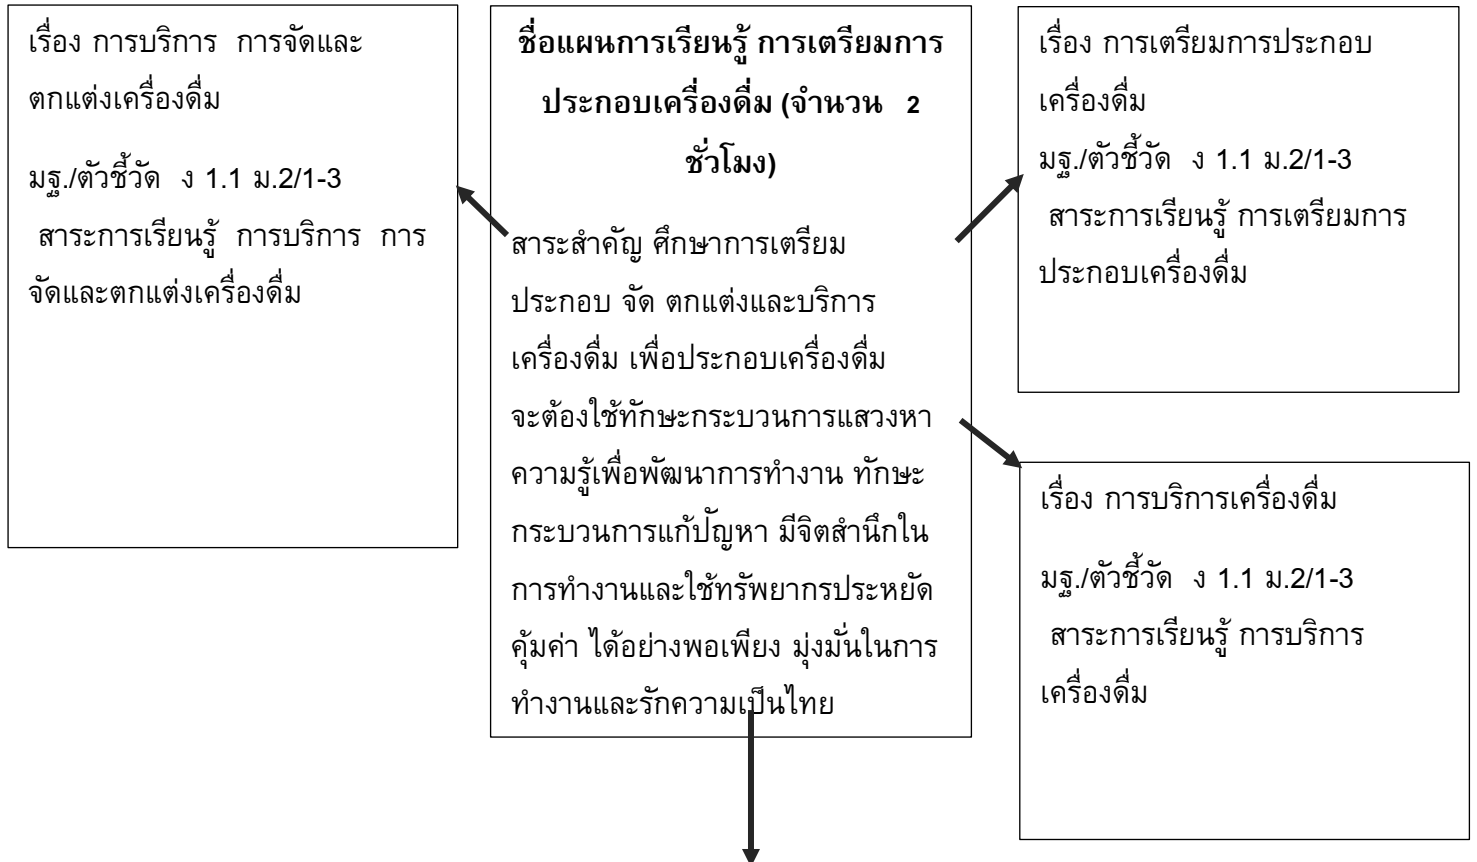 เรื่อง การบริการ  การจัดและ
ตกแต่งเครื่องดื่ม
มฐ./ตัวชี้วัด  ง 1.1 ม.2/1-3
สาระการเรียนรู้  การบริการ  การ
จัดและตกแต่งเครื่องดื่ม
ชื่อแผนการเรียนรู้ การเตรียมการ
ประกอบเครื่องดื่ม (จำนวน  2
ชั่วโมง)
สาระสำคัญ ศึกษาการเตรียม
ประกอบ จัด ตกแต่งและบริการ
เครื่องดื่ม เพื่อประกอบเครื่องดื่ม
จะต้องใช้ทักษะกระบวนการแสวงหา
ความรู้เพื่อพัฒนาการทำงาน ทักษะ
กระบวนการแก้ปัญหา มีจิตสำนึกใน
การทำงานและใช้ทรัพยากรประหยัด
คุ้มค่า ได้อย่างพอเพียง มุ่งมั่นในการ
ทำงานและรักความเป็นไทย
เรื่อง การเตรียมการประกอบ
เครื่องดื่ม
มฐ./ตัวชี้วัด  ง 1.1 ม.2/1-3
สาระการเรียนรู้ การเตรียมการ
ประกอบเครื่องดื่ม
เรื่อง การบริการเครื่องดื่ม
มฐ./ตัวชี้วัด  ง 1.1 ม.2/1-3
สาระการเรียนรู้ การบริการ
เครื่องดื่ม